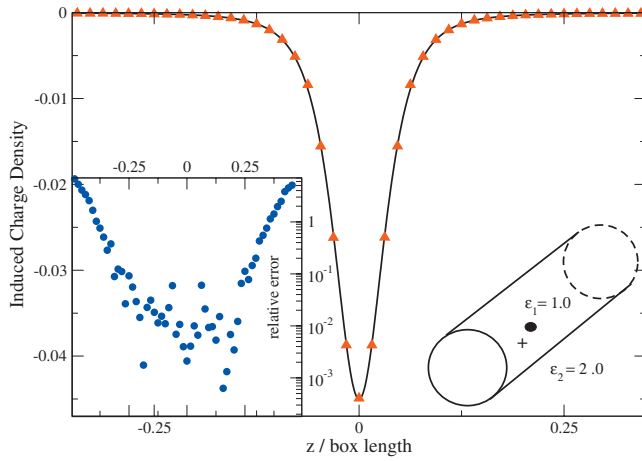 0
-0.01
-0.02
-0.03
-0.04
Induced Charge Density
-0.25 0 0.25
z / box length
-0.25 0 0.25
1
10⁻¹
10⁻²
10⁻³
relative error
ε₁= 1.0
+
ε₂= 2 .0